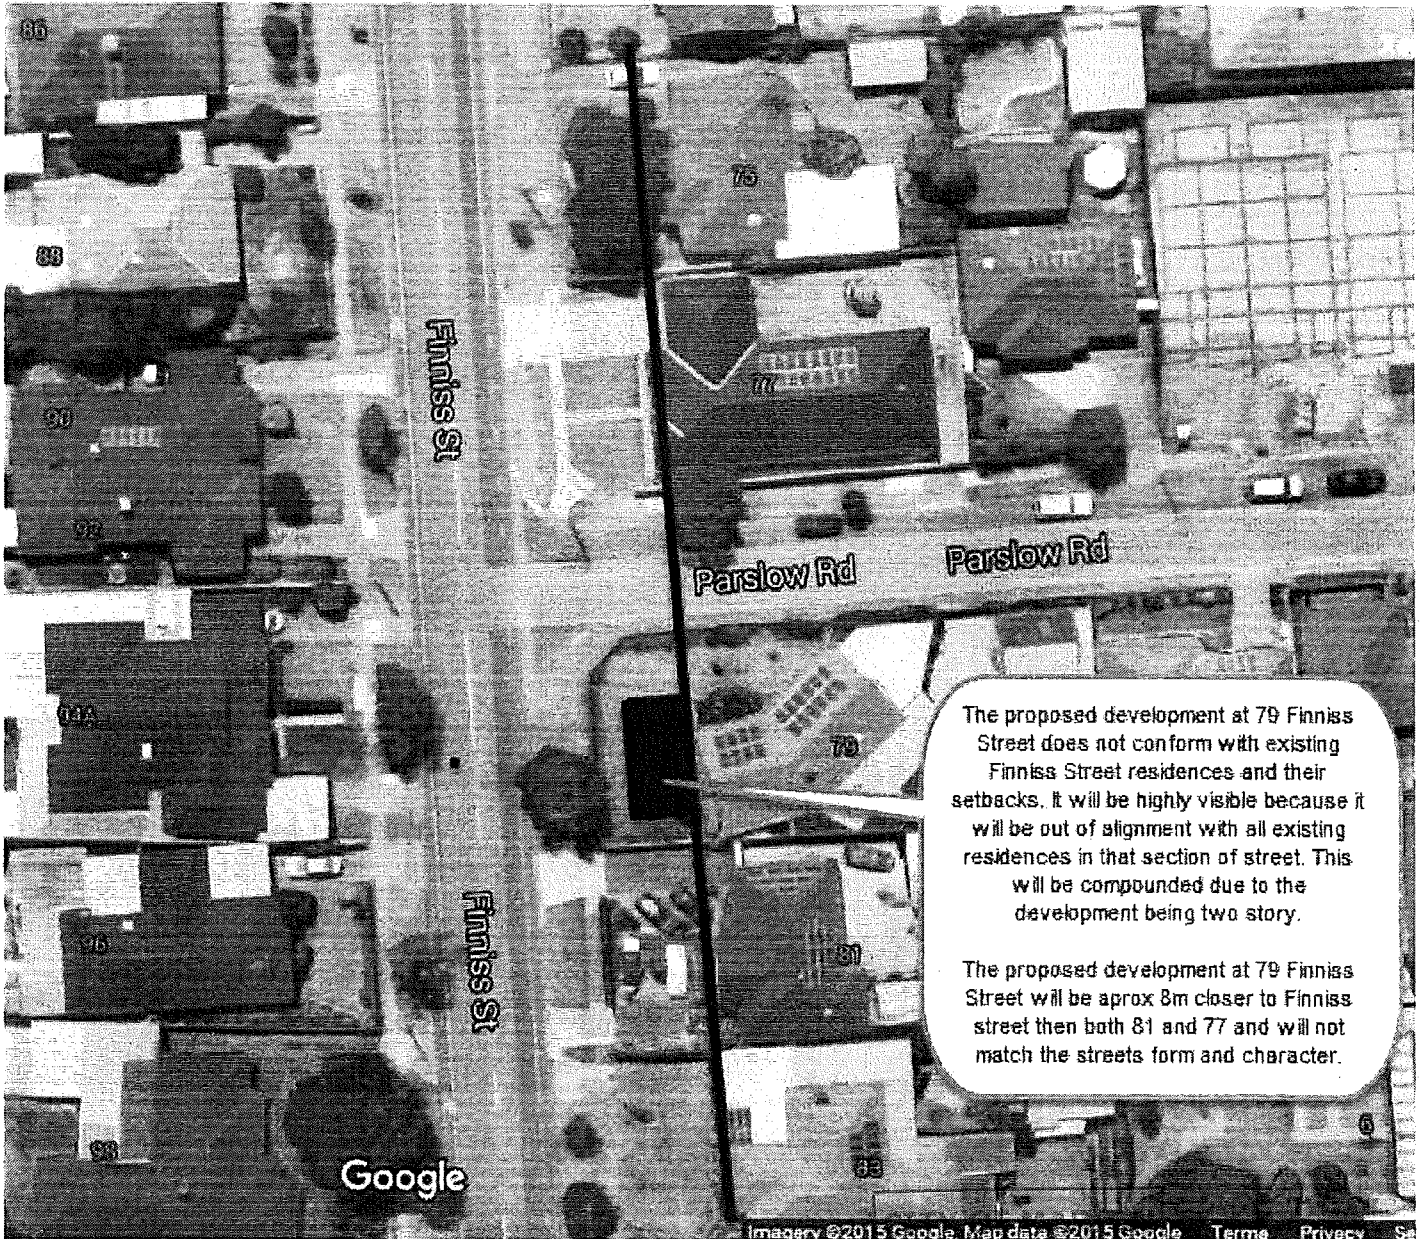 86
75
88
Finniss St
77
90
92
Parslow Rd
Parslow Rd
94A
79
The proposed development at 79 Finniss
Street does not conform with existing
Finniss Street residences and their
setbacks. It will be highly visible because it
will be out of alignment with all existing
residences in that section of street. This
will be compounded due to the
development being two story.
The proposed development at 79 Finniss
Street will be aprox 8m closer to Finniss
street then both 81 and 77 and will not
match the streets form and character.
Finniss St
96
81
98
83
6
Google
Imagery ©2015 Google, Map data ©2015 Google Terms Privacy